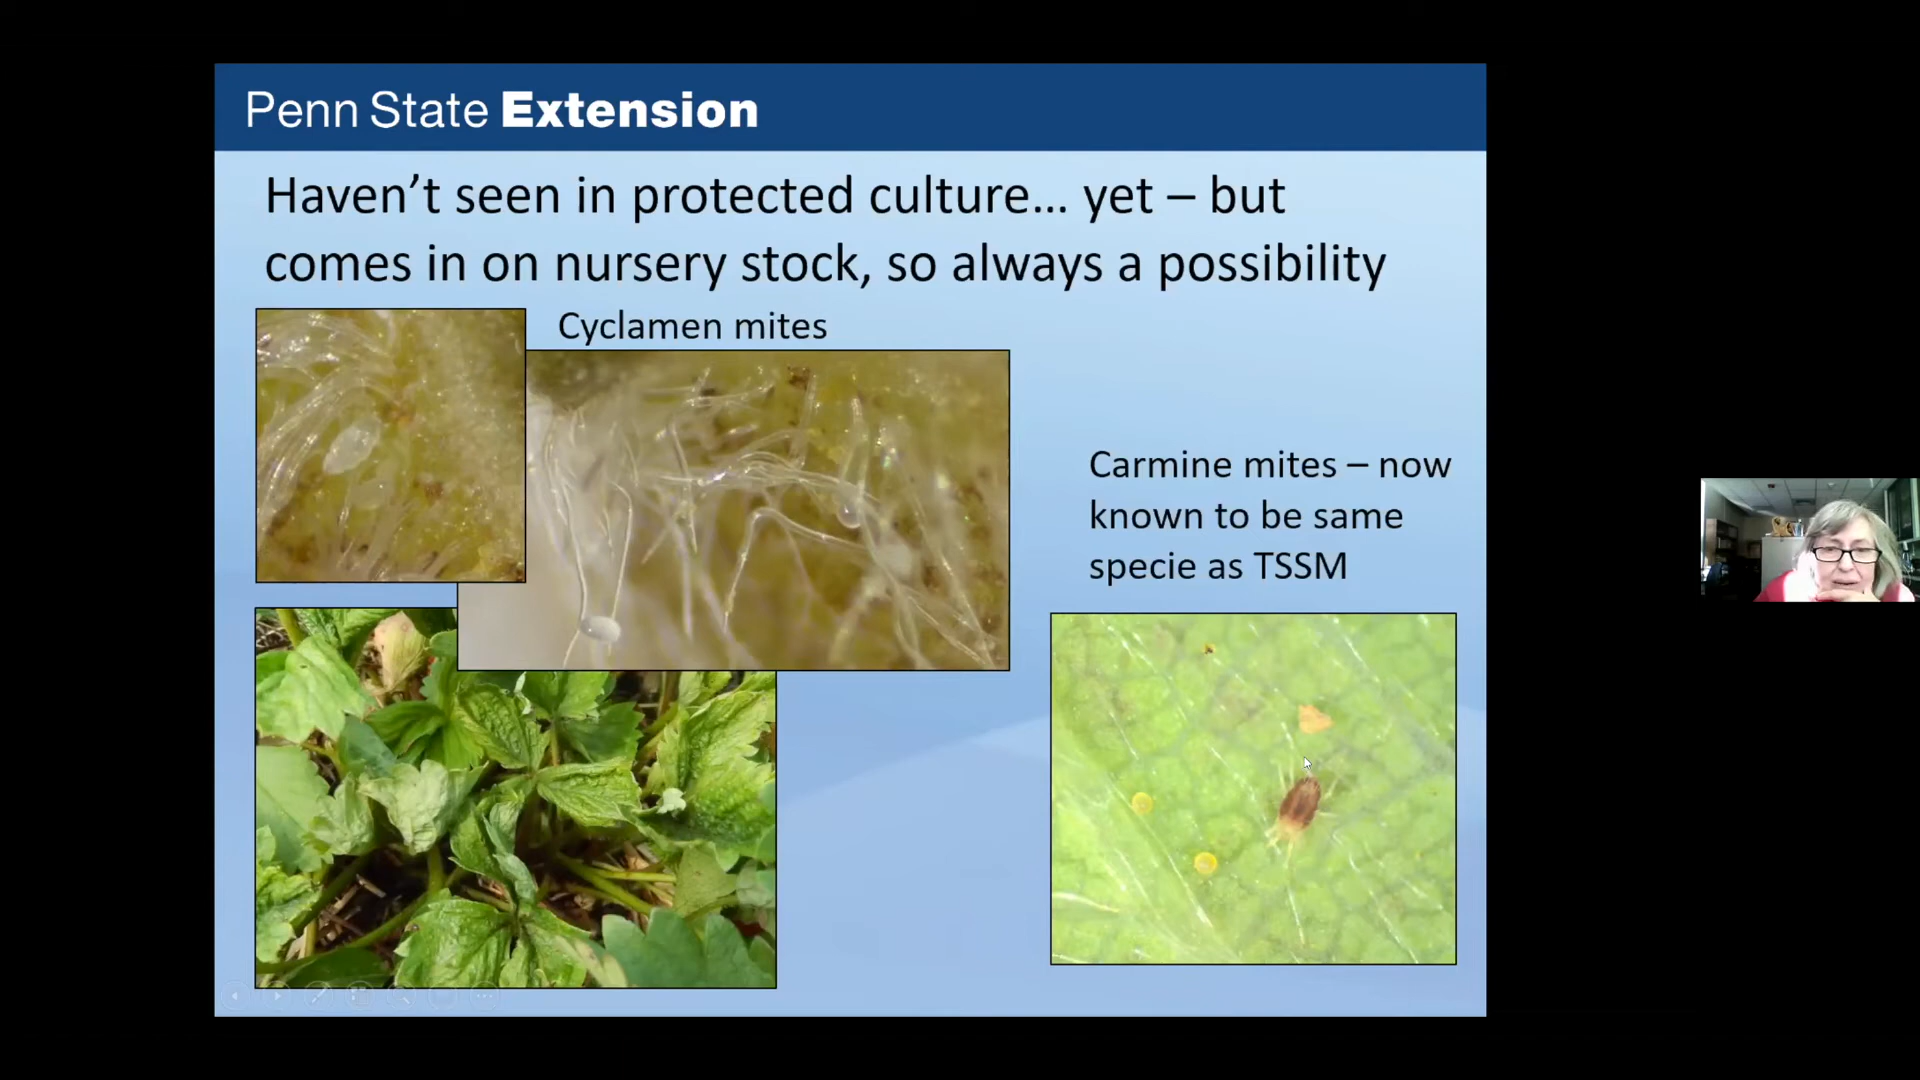 Penn State Extension
Haven't seen in protected culture... yet – but
comes in on nursery stock, so always a possibility
Cyclamen mites
Carmine mites – now
known to be same
specie as TSSM